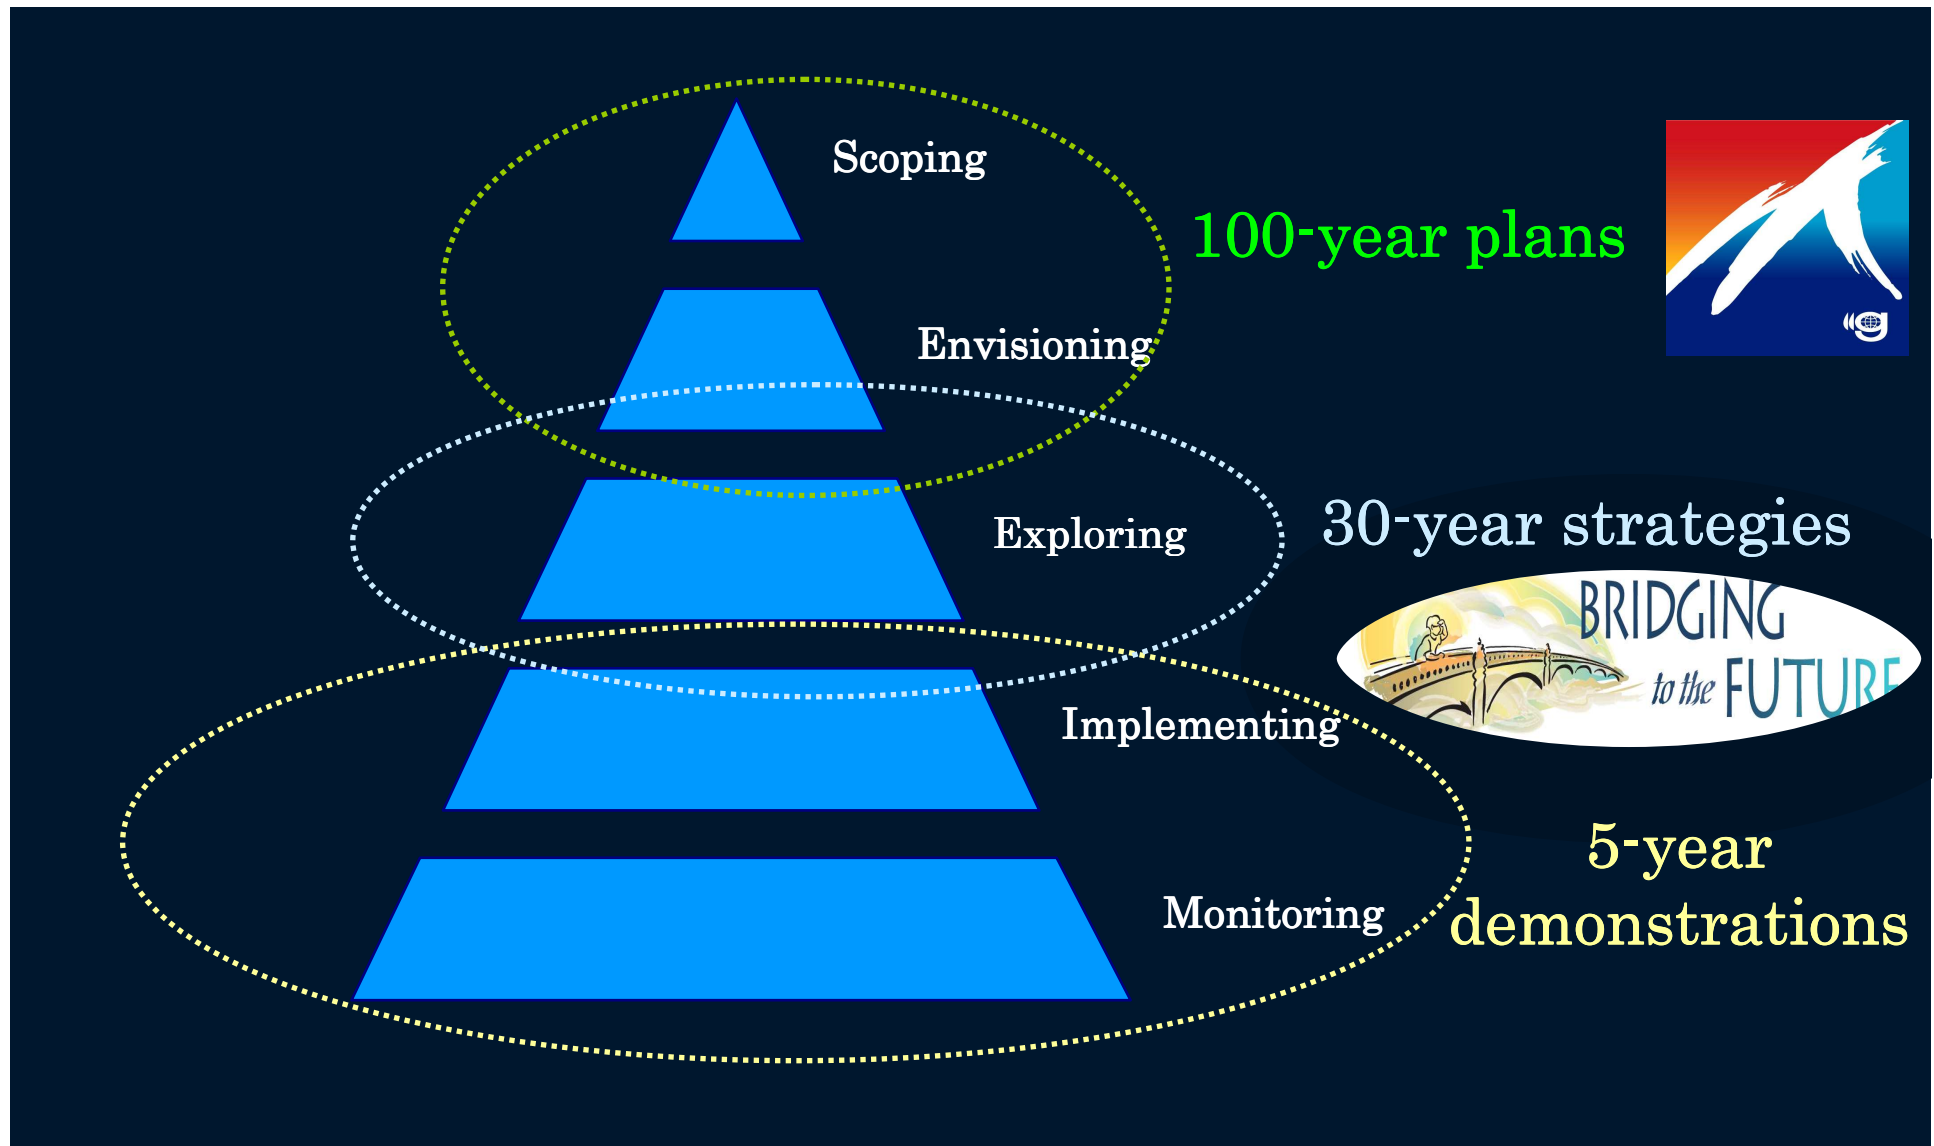 Scoping
100-year plans
g
Envisioning
30-year strategies
Exploring
BRIDGING
to the FUTURE
Implementing
5-year
demonstrations
Monitoring